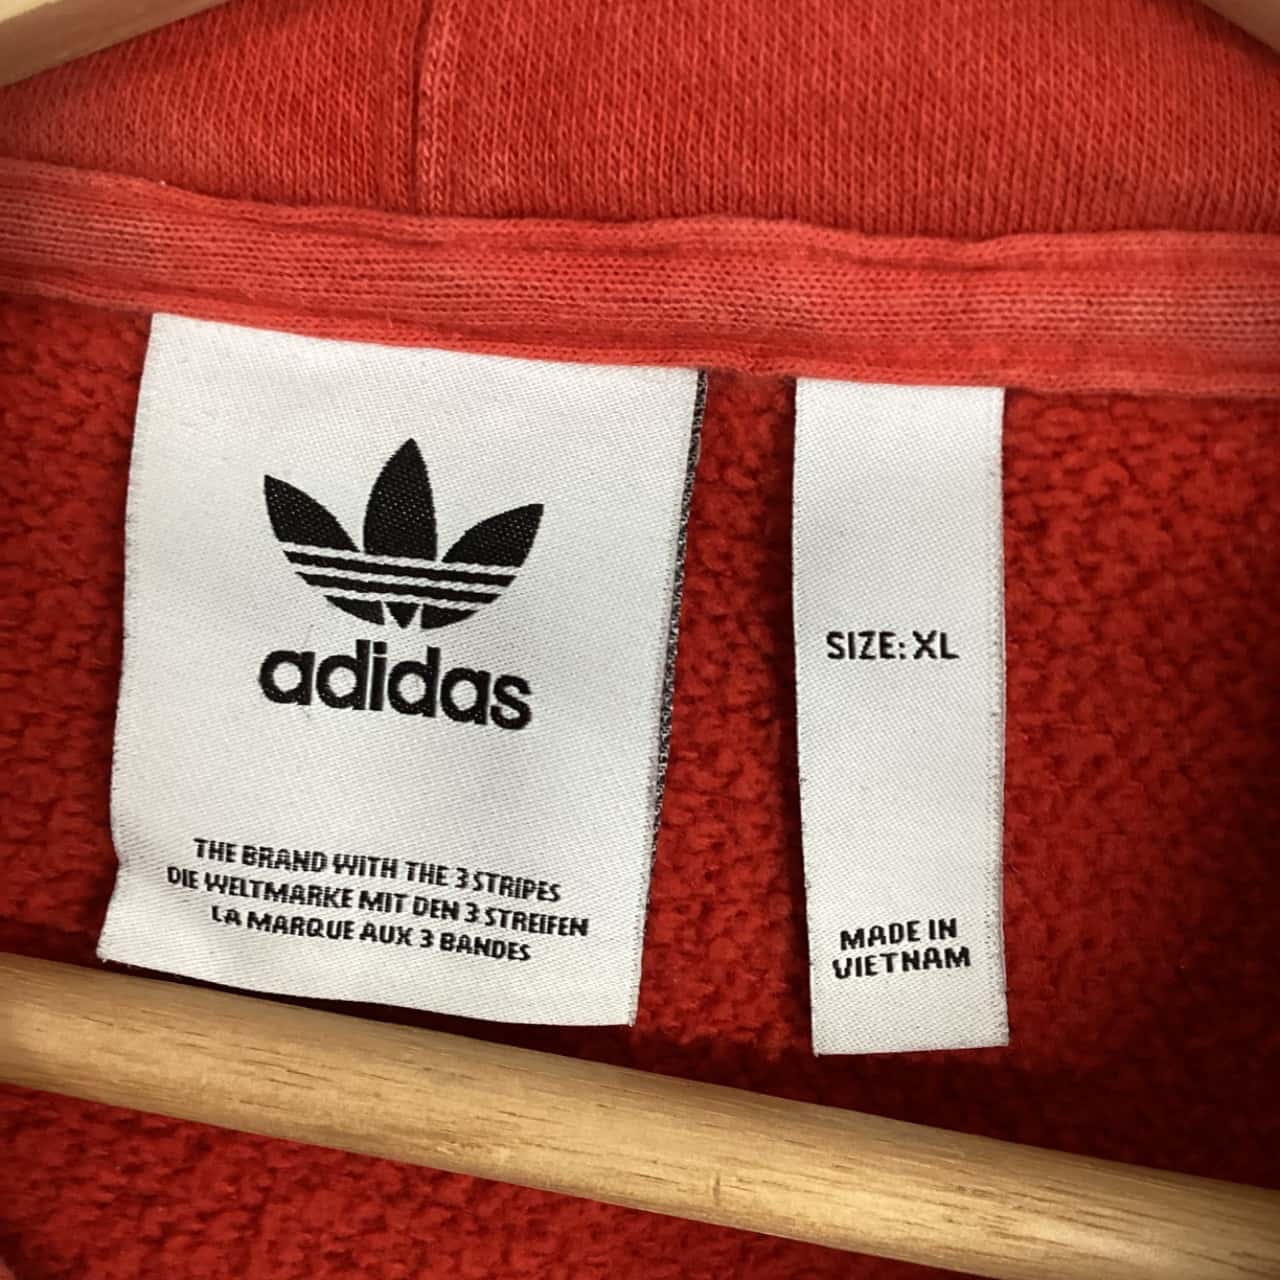 adidas
THE BRAND WITH THE 3 STRIPES
DIE WELTMARKE MIT DEN 3 STREIFEN
LA MARQUE AUX 3 BANDES
SIZE: XL
MADE IN
VIETNAM